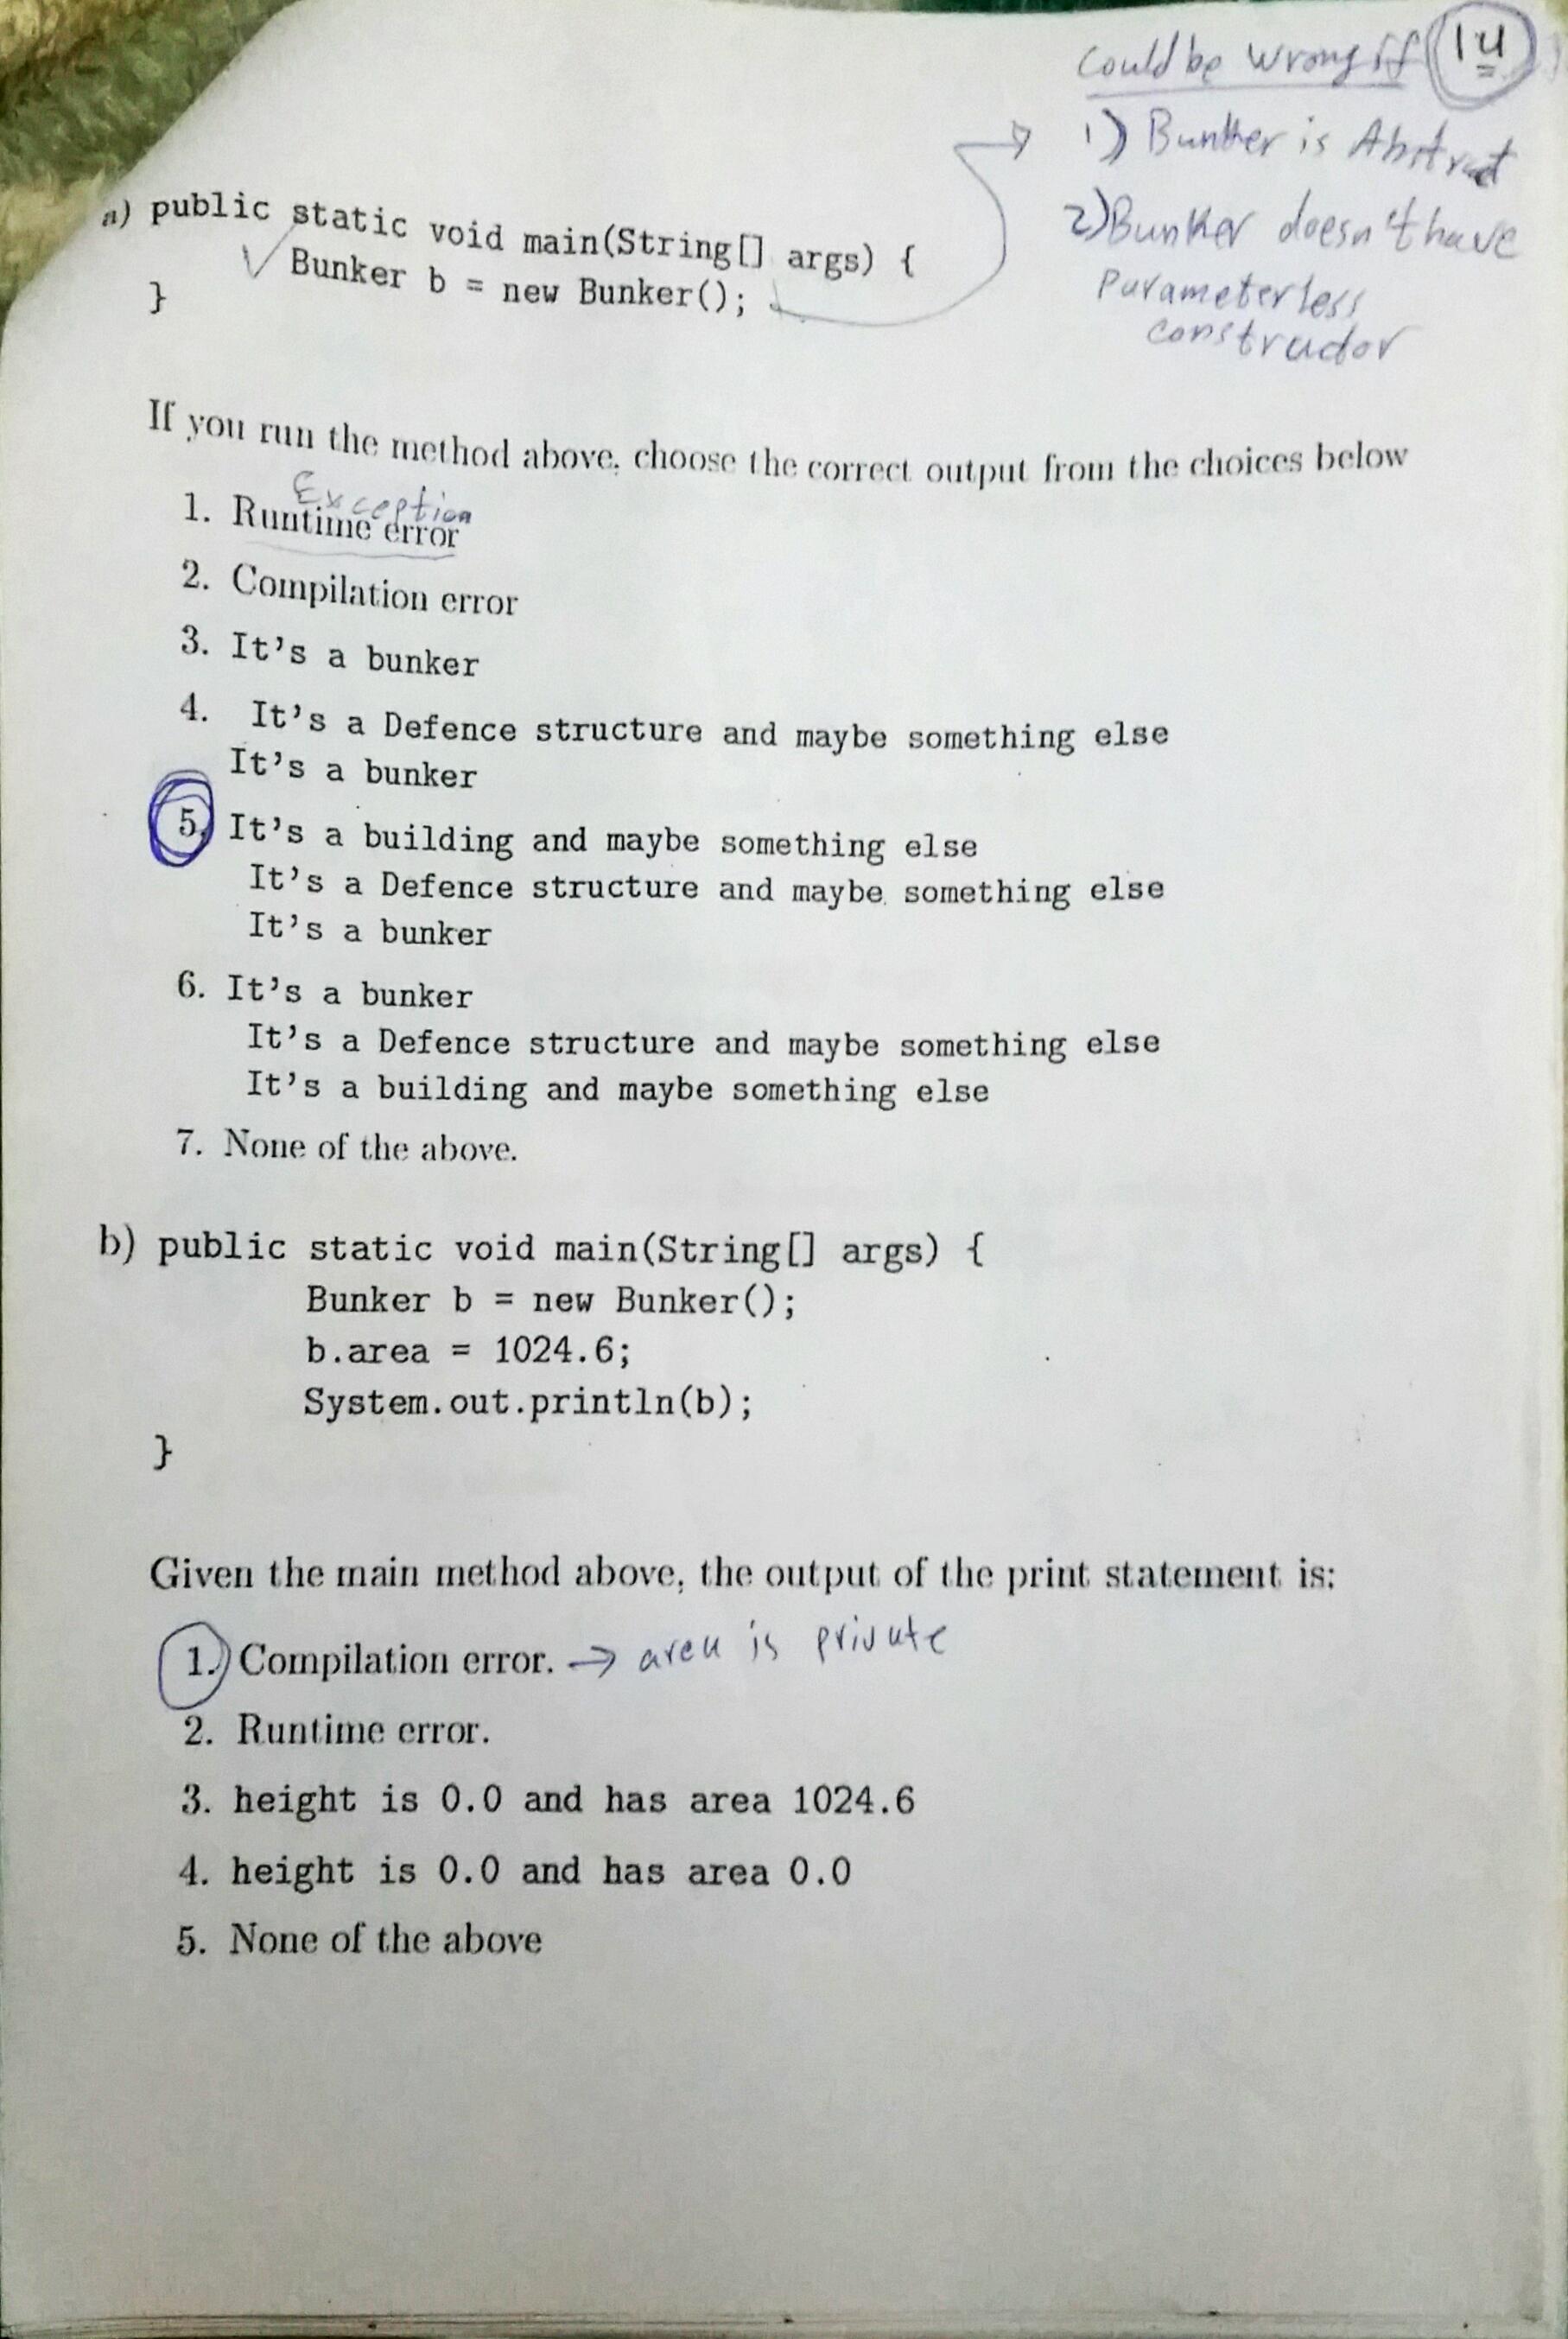 Could be wrong if 14
1) Bunker is Abstract
2) Bunker doesn't have
Parameterless
constructor
a) public static void main(String[] args) {
Bunker b = new Bunker();
}
If you run the method above, choose the correct output from the choices below
Exception
1. Runtime error
2. Compilation error
3. It's a bunker
4. It's a Defence structure and maybe something else
It's a bunker
5. It's a building and maybe something else
It's a Defence structure and maybe something else
It's a bunker
6. It's a bunker
It's a Defence structure and maybe something else
It's a building and maybe something else
7. None of the above.
b) public static void main(String[] args) {
Bunker b = new Bunker();
b.area = 1024.6;
System.out.println(b);
}
Given the main method above, the output of the print statement is:
1. Compilation error. → area is private
2. Runtime error.
3. height is 0.0 and has area 1024.6
4. height is 0.0 and has area 0.0
5. None of the above